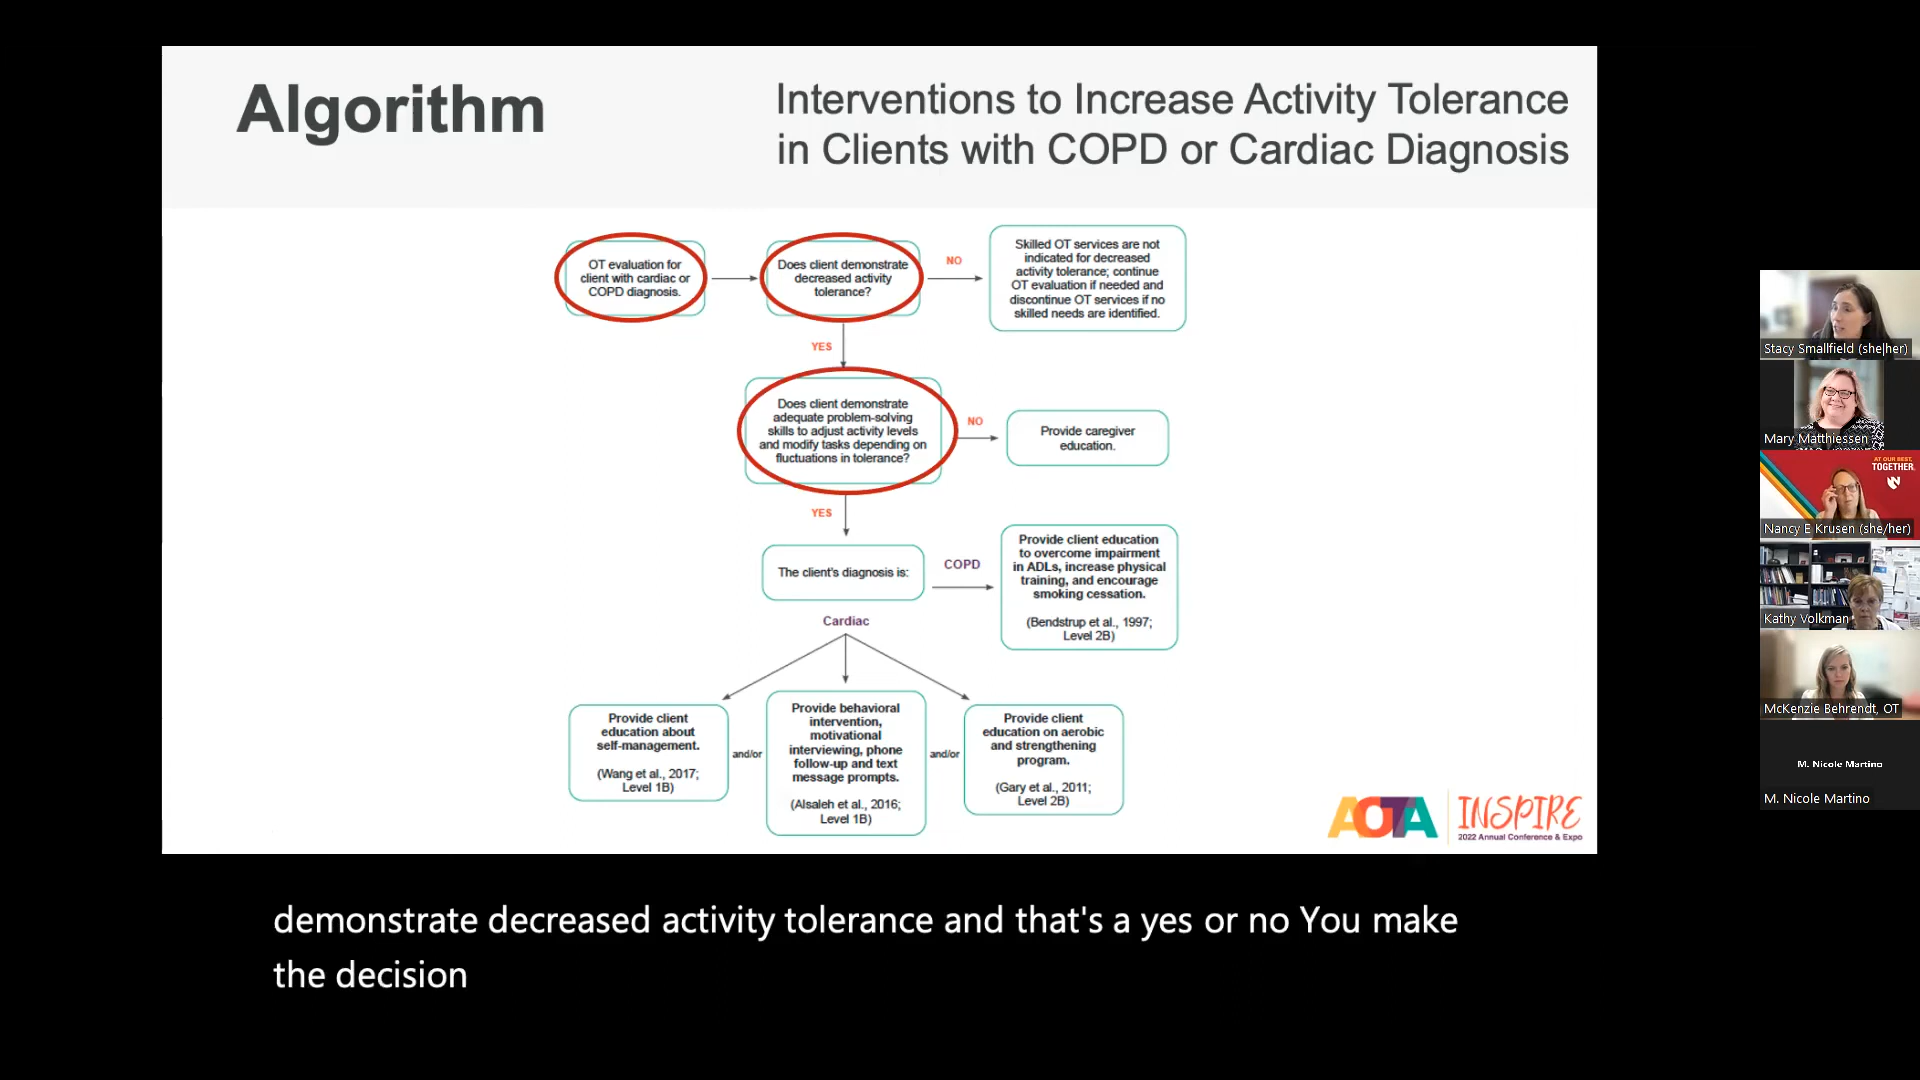 Algorithm
Interventions to Increase Activity Tolerance
in Clients with COPD or Cardiac Diagnosis
OT evaluation for
client with cardiac or
COPD diagnosis.
Does client demonstrate
decreased activity
tolerance?
NO
Skilled OT services are not
indicated for decreased
activity tolerance; continue
OT evaluation if needed and
discontinue OT services if no
skilled needs are identified.
YES
Does client demonstrate
adequate problem-solving
skills to adjust activity levels
and modify tasks depending on
fluctuations in tolerance?
NO
Provide caregiver
education.
YES
The client's diagnosis is:
COPD
Provide client education
to overcome impairment
in ADLs, increase physical
training, and encourage
smoking cessation.
(Bendstrup et al., 1997;
Level 2B)
Cardiac
Provide client
education about
self-management.
(Wang et al., 2017;
Level 1B)
and/or
Provide behavioral
intervention,
motivational
interviewing, phone
follow-up and text
message prompts.
(Alsaleh et al., 2016;
Level 1B)
and/or
Provide client
education on aerobic
and strengthening
program.
(Gary et al., 2011;
Level 2B)
AOTA
INSPIRE
2022 Annual Conference & Expo
demonstrate decreased activity tolerance and that's a yes or no You make
the decision
Stacy Smallfield (she|her)
Mary Matthiessen
AT OUR BEST,
TOGETHER.
Nancy E Krusen (she/her)
Kathy Volkman
McKenzie Behrendt, OT
M. Nicole Martino
M. Nicole Martino